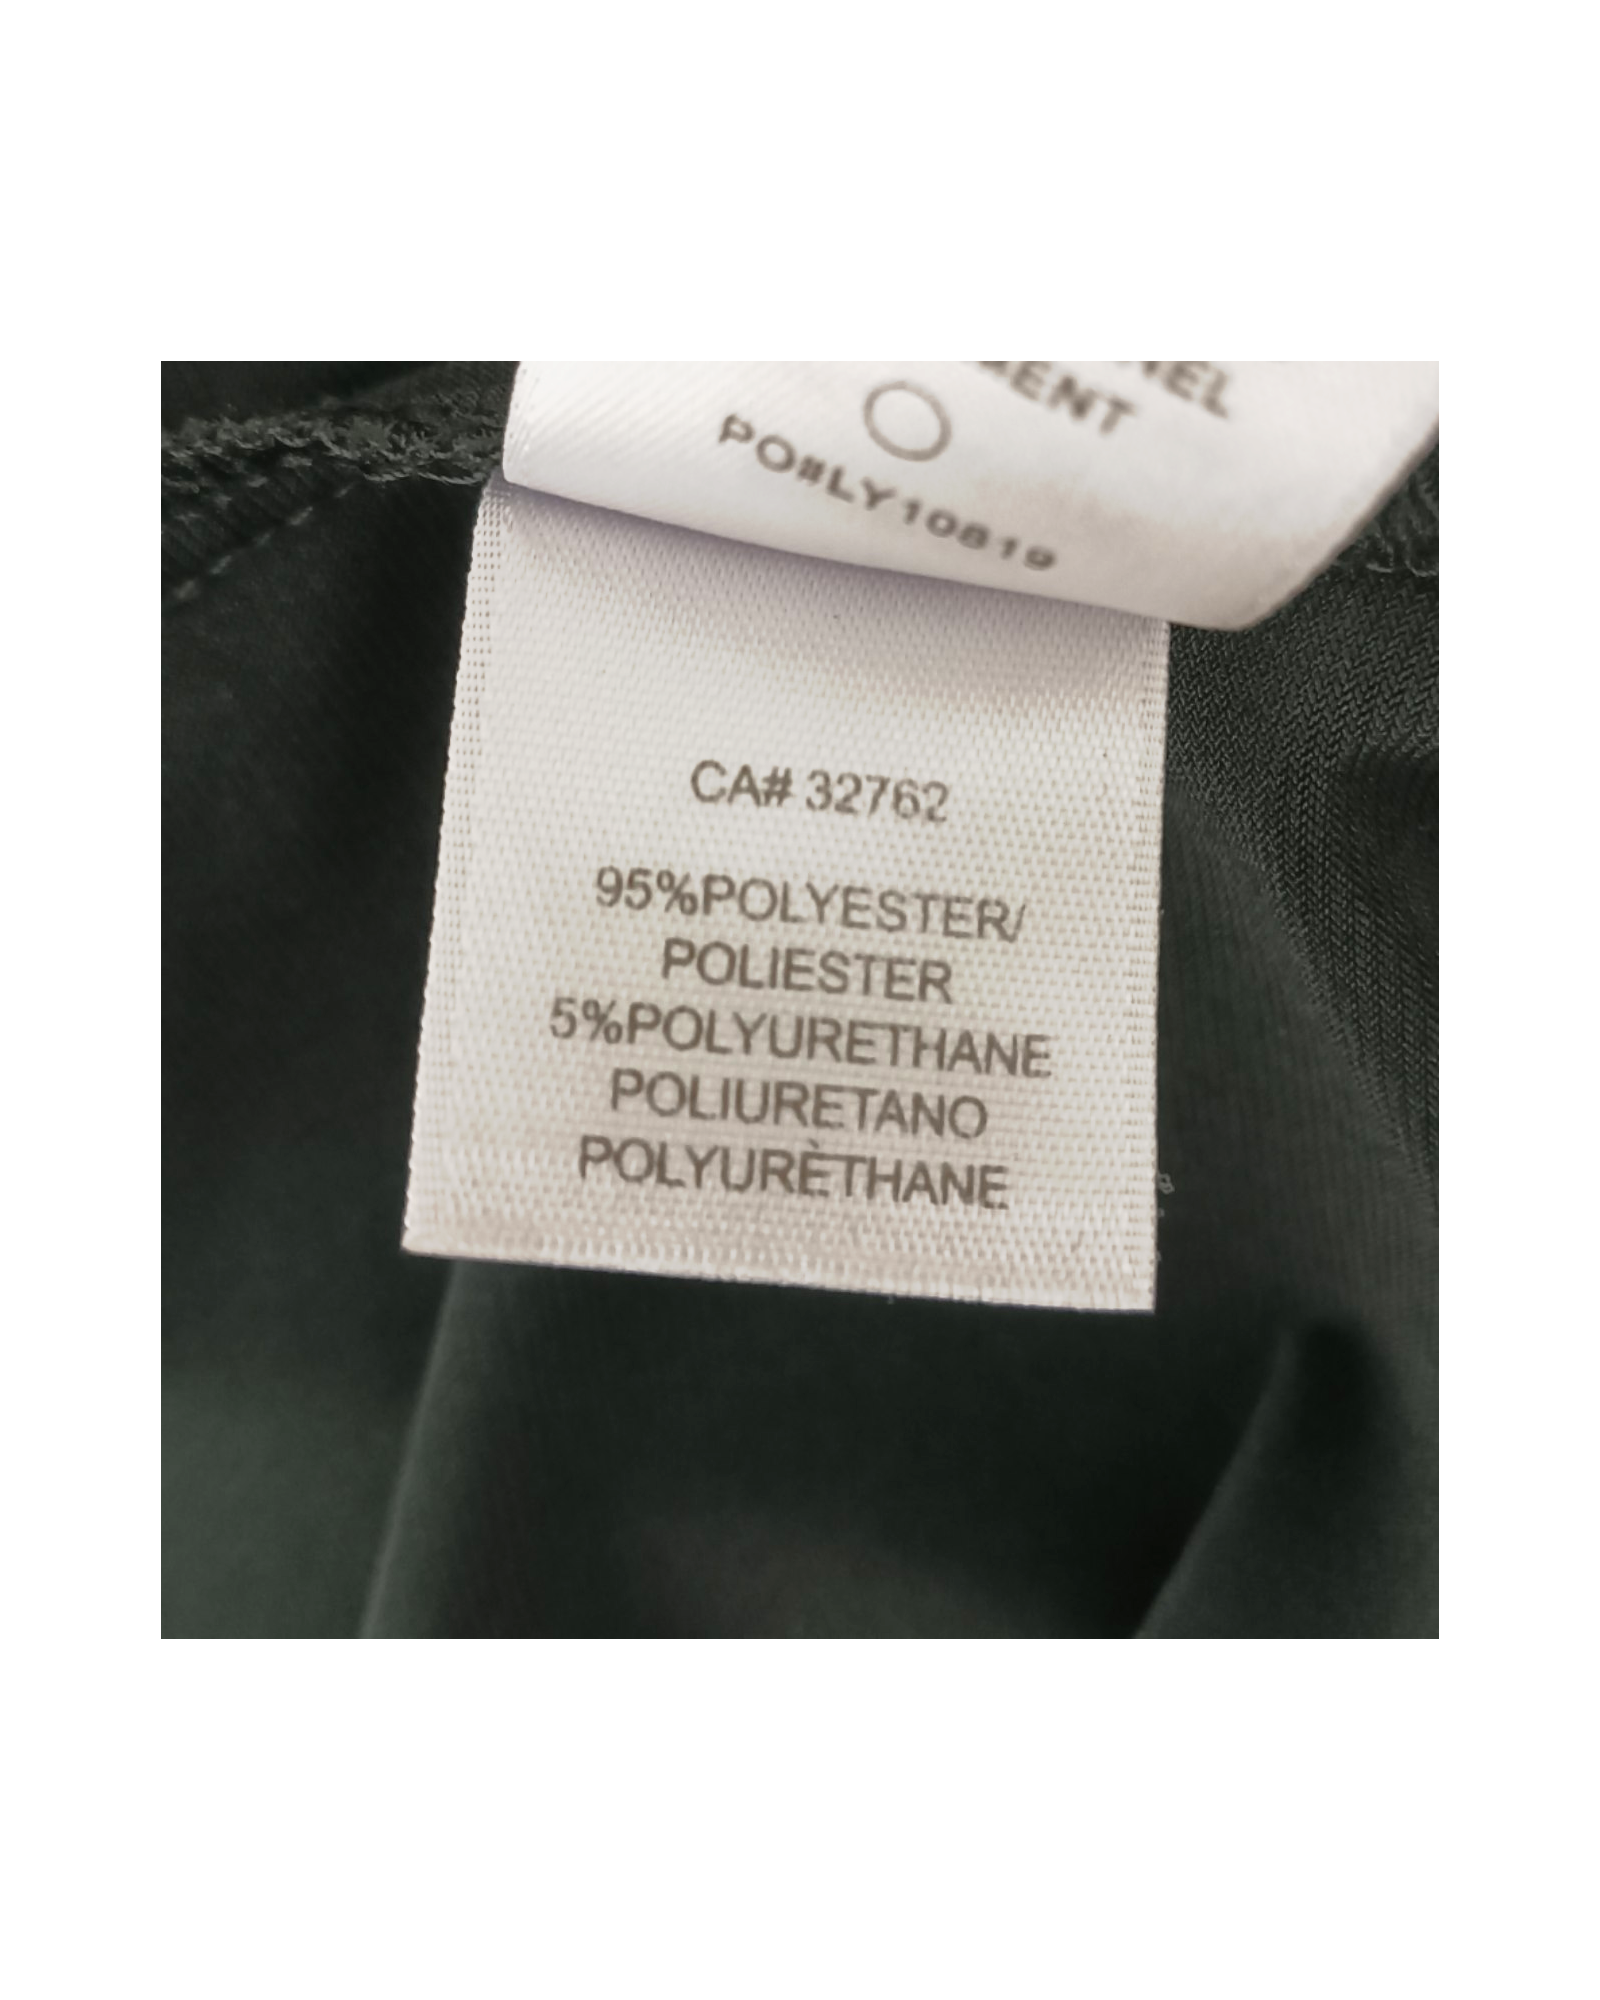 PO#LY10819
CA# 32762
95%POLYESTER/
POLIESTER
5%POLYURETHANE
POLIURETANO
POLYURÈTHANE